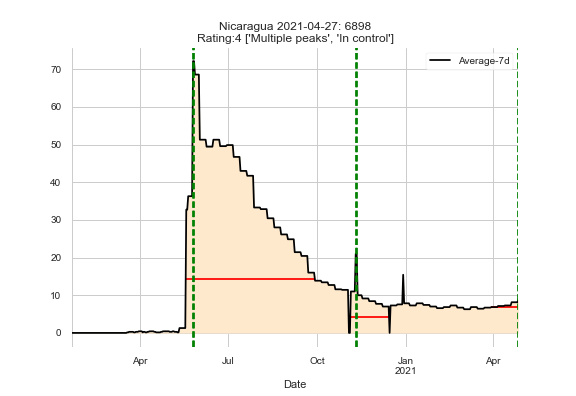 Nicaragua 2021-04-27: 6898
Rating:4 ['Multiple peaks', 'In control']
Average-7d
70
60
50
40
30
20
10
0
Apr
Jul
Oct
Jan
2021
Apr
Date